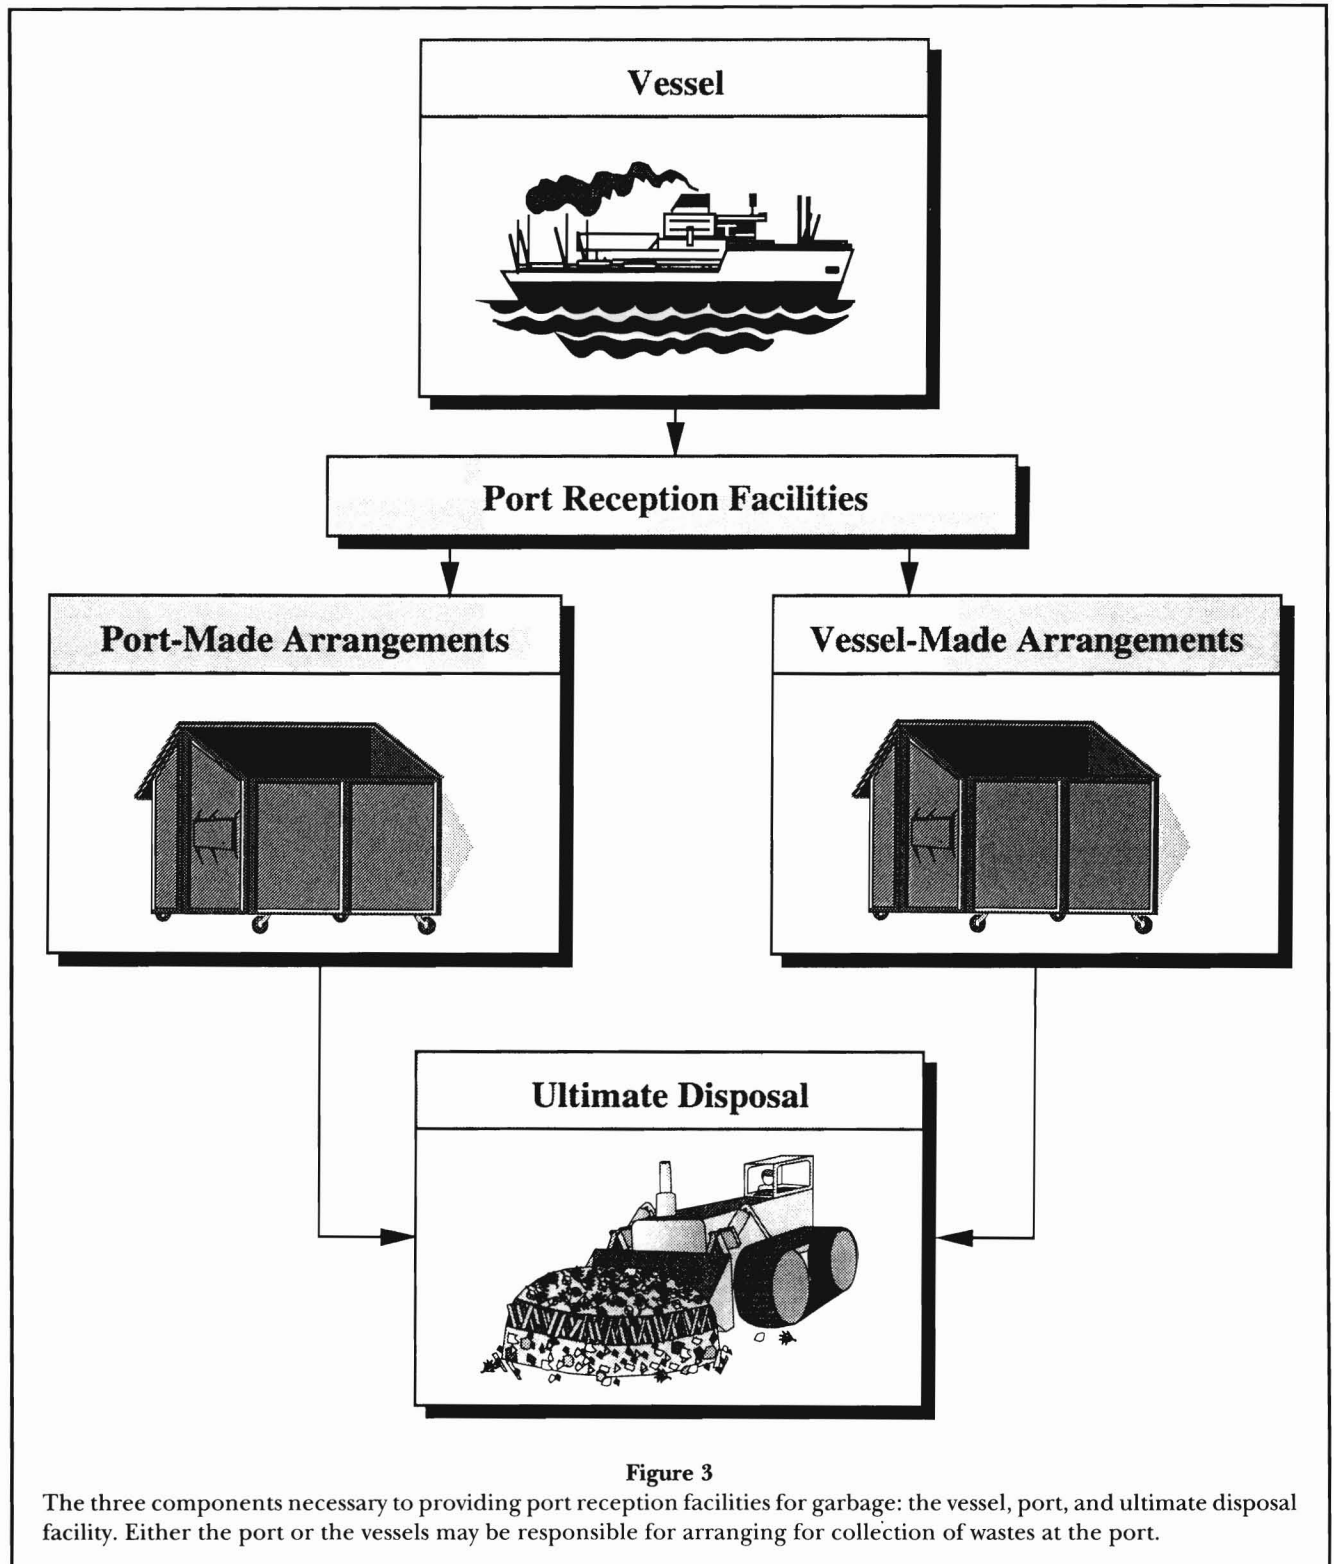 Vessel
Port Reception Facilities
Port-Made Arrangements
Vessel-Made Arrangements
Ultimate Disposal
Figure 3
The three components necessary to providing port reception facilities for garbage: the vessel, port, and ultimate disposal
facility. Either the port or the vessels may be responsible for arranging for collection of wastes at the port.